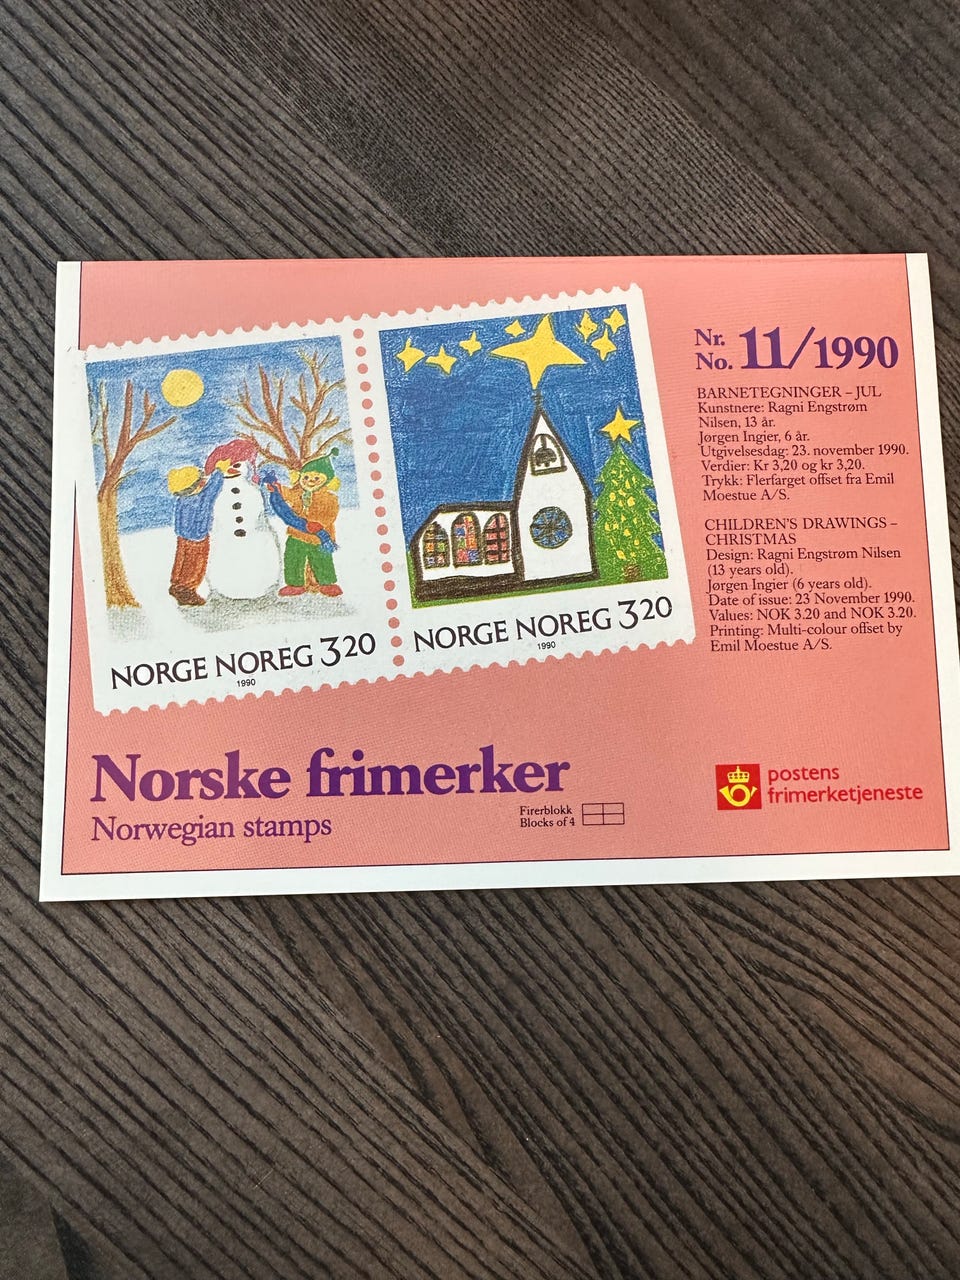 NORGE NOREG 320
1990
NORGE NOREG 320
1990
Nr.
No. 11/1990
BARNETEGNINGER – JUL
Kunstnere: Ragni Engstrøm
Nilsen, 13 år.
Jørgen Ingier, 6 år.
Utgivelsesdag: 23. november 1990.
Verdier: Kr 3,20 og kr 3,20.
Trykk: Flerfarget offset fra Emil
Moestue A/S.
CHILDREN'S DRAWINGS –
CHRISTMAS
Design: Ragni Engstrøm Nilsen
(13 years old).
Jørgen Ingier (6 years old).
Date of issue: 23 November 1990.
Values: NOK 3.20 and NOK 3.20.
Printing: Multi-colour offset by
Emil Moestue A/S.
Norske frimerker
Norwegian stamps
Firerblokk
Blocks of 4
postens
frimerketjeneste